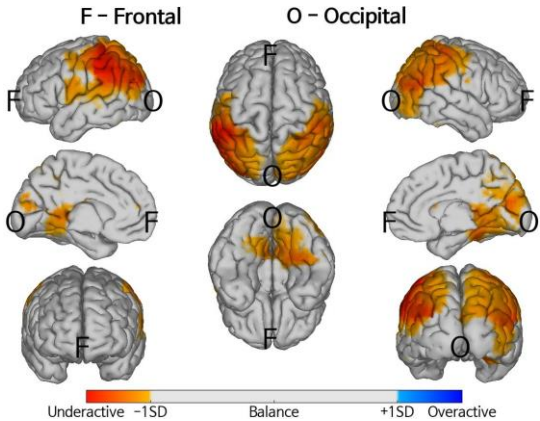 F – Frontal O – Occipital
F
F O O F
O
O F O F F O
F
F O
Underactive -1SD Balance +1SD Overactive